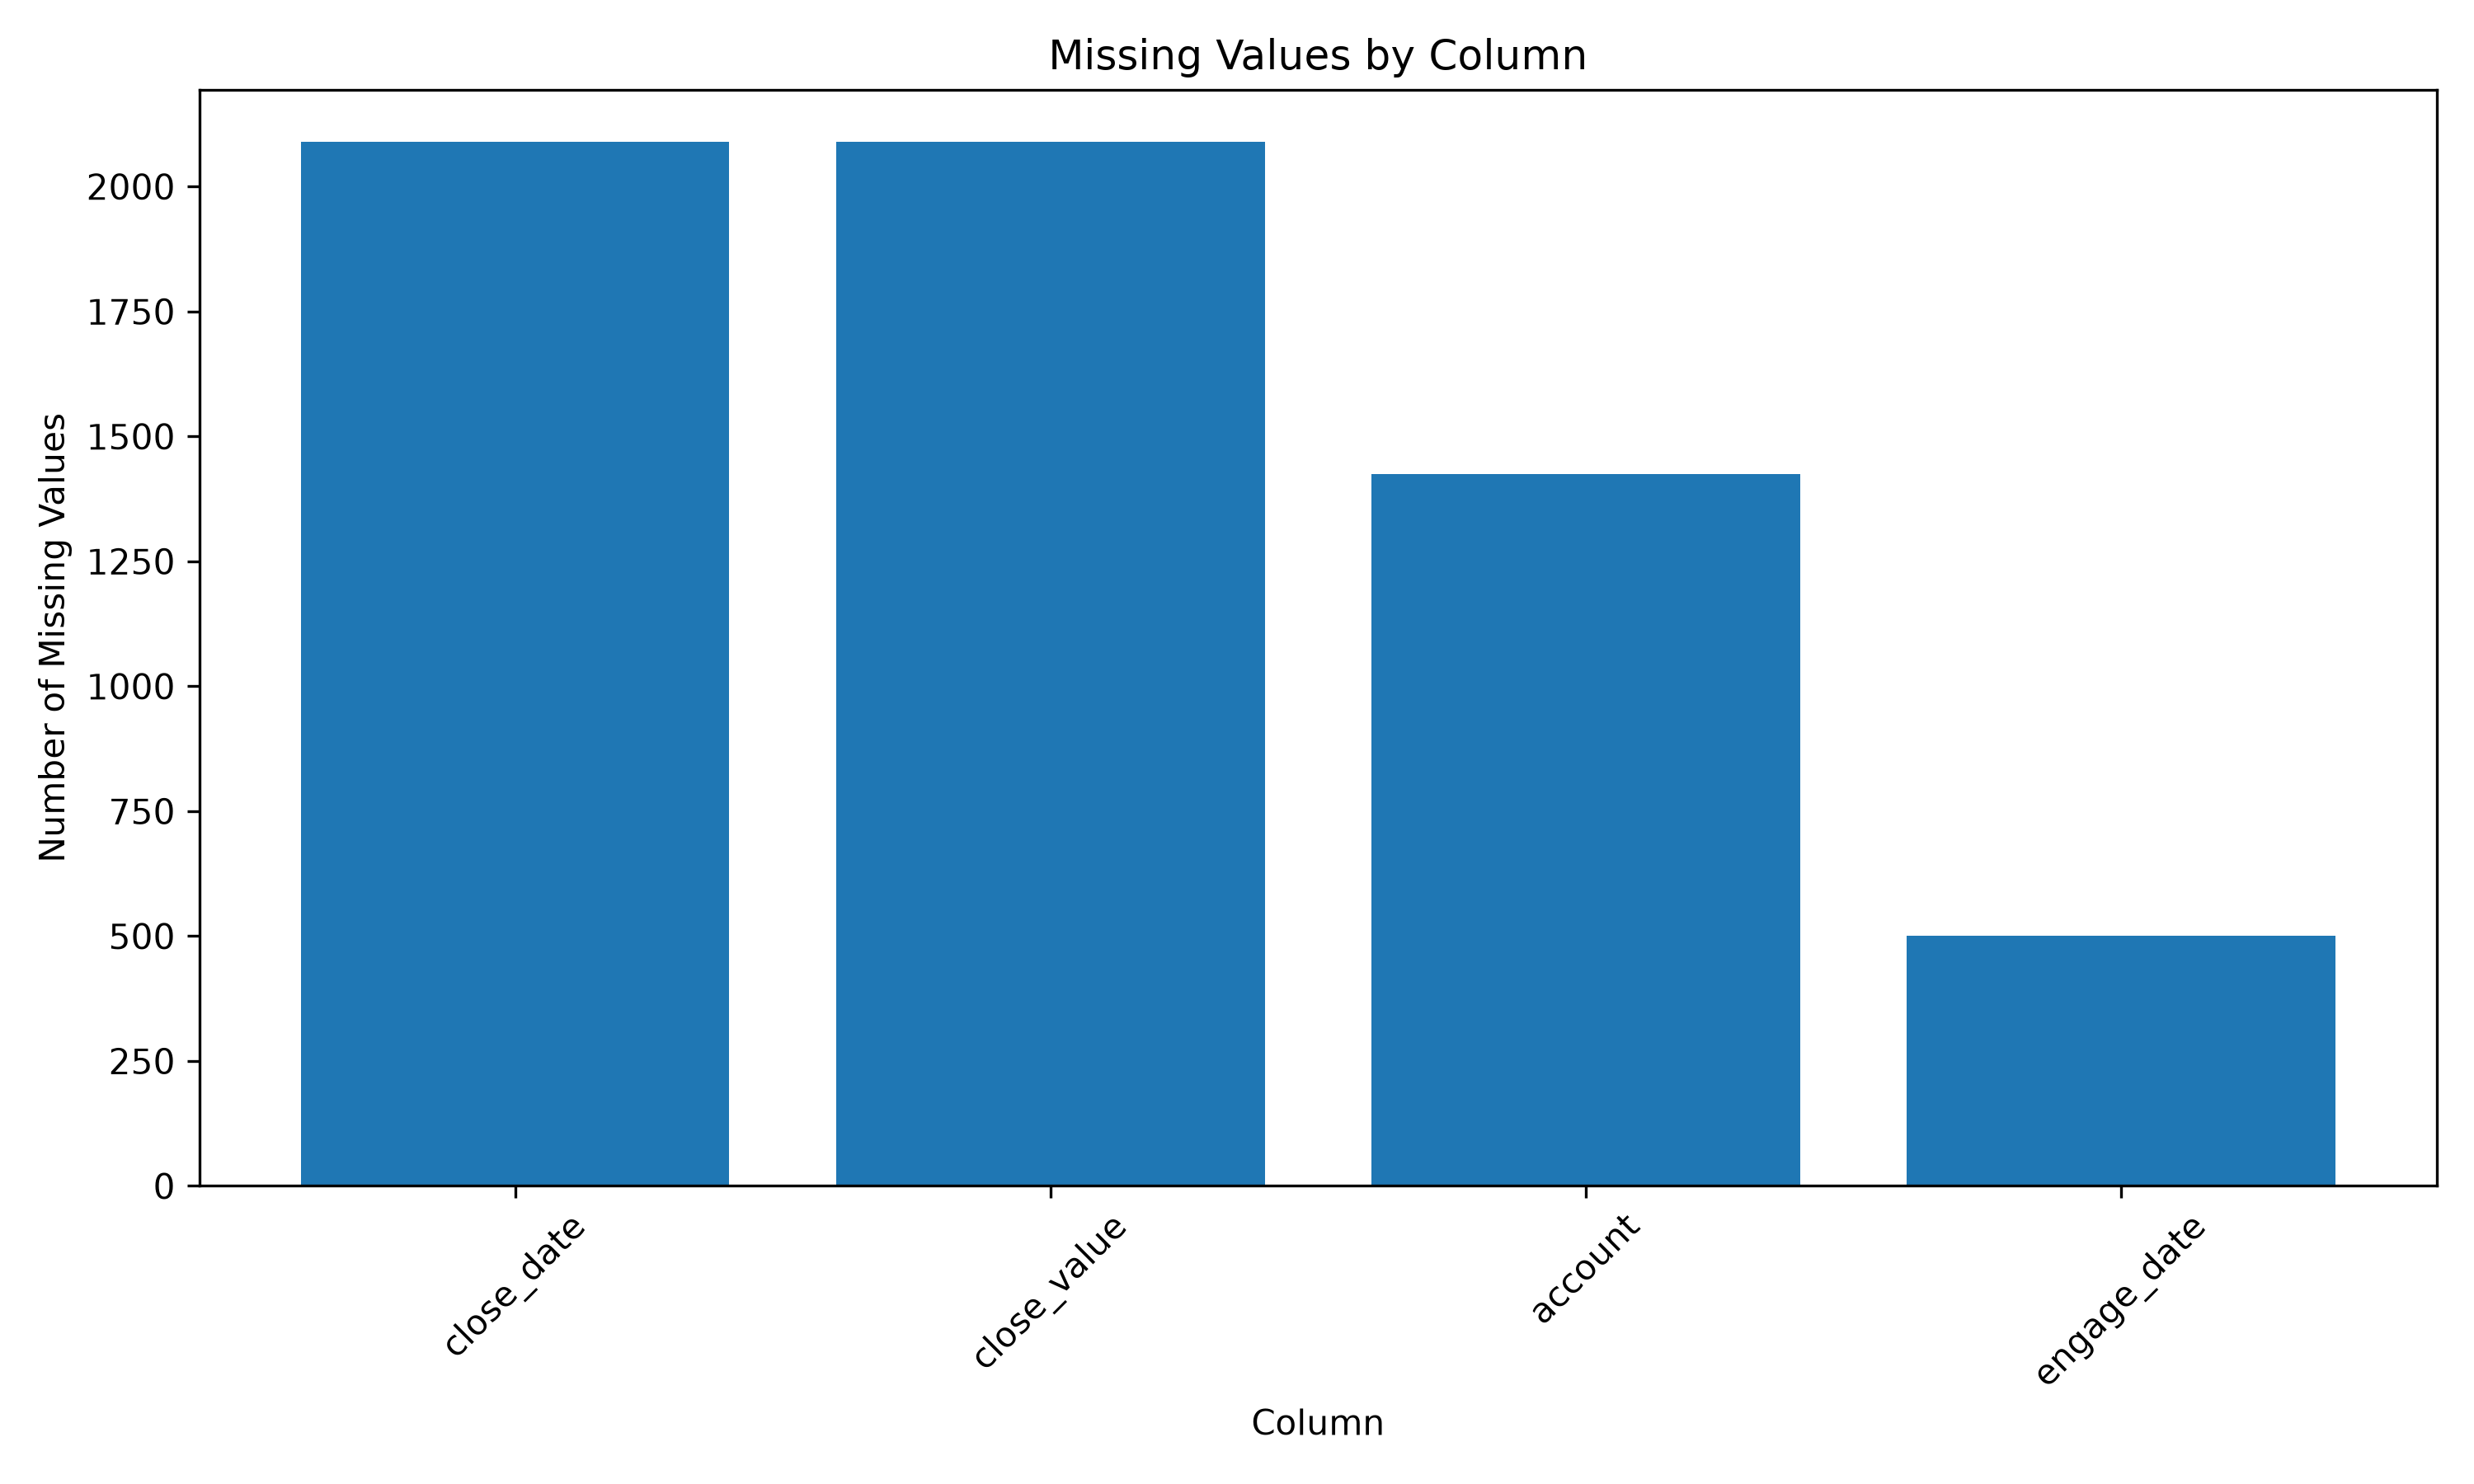 Missing Values by Column
Number of Missing Values
2000
1750
1500
1250
1000
750
500
250
0
close_date
close_value
account
engage_date
Column